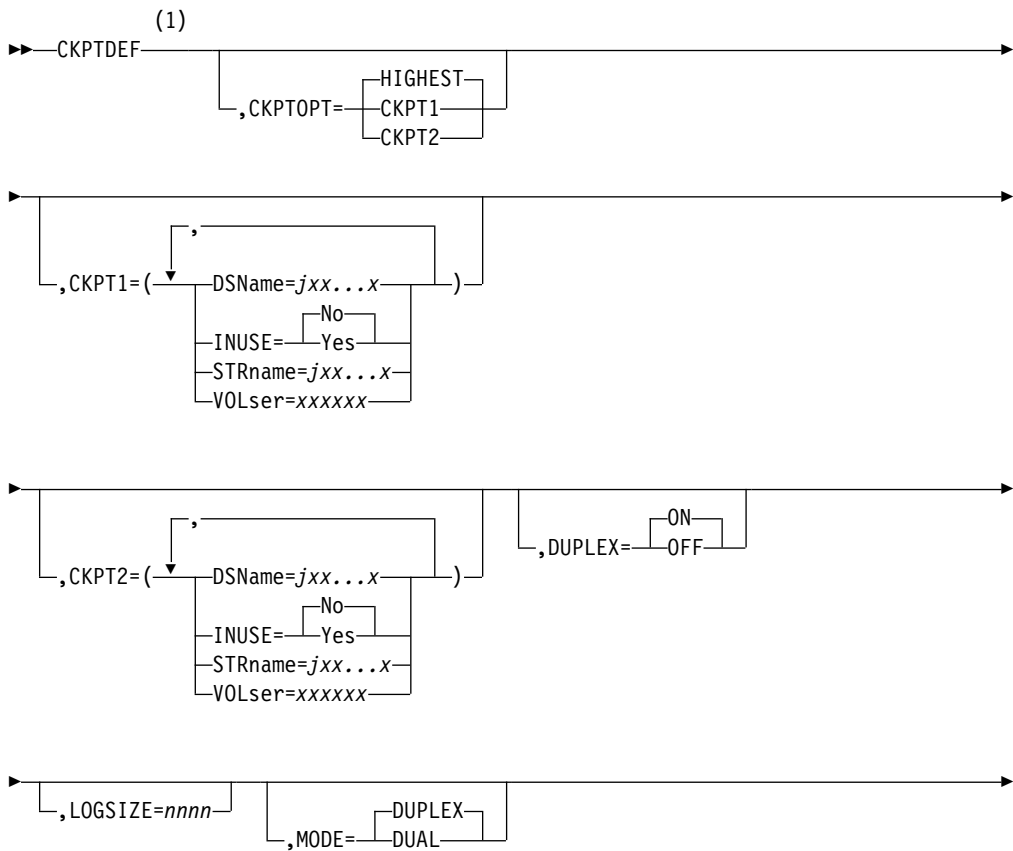 (1)
CKPTDEF
HIGHEST
,CKPTOPT= CKPT1
CKPT2
,
,CKPT1=( DSName=jxx...x )
No
INUSE= Yes
STRname=jxx...x
VOLser=xxxxxx
,
,CKPT2=( DSName=jxx...x )
No
INUSE= Yes
STRname=jxx...x
VOLser=xxxxxx
ON
,DUPLEX= OFF
,LOGSIZE=nnnn
DUPLEX
,MODE= DUAL